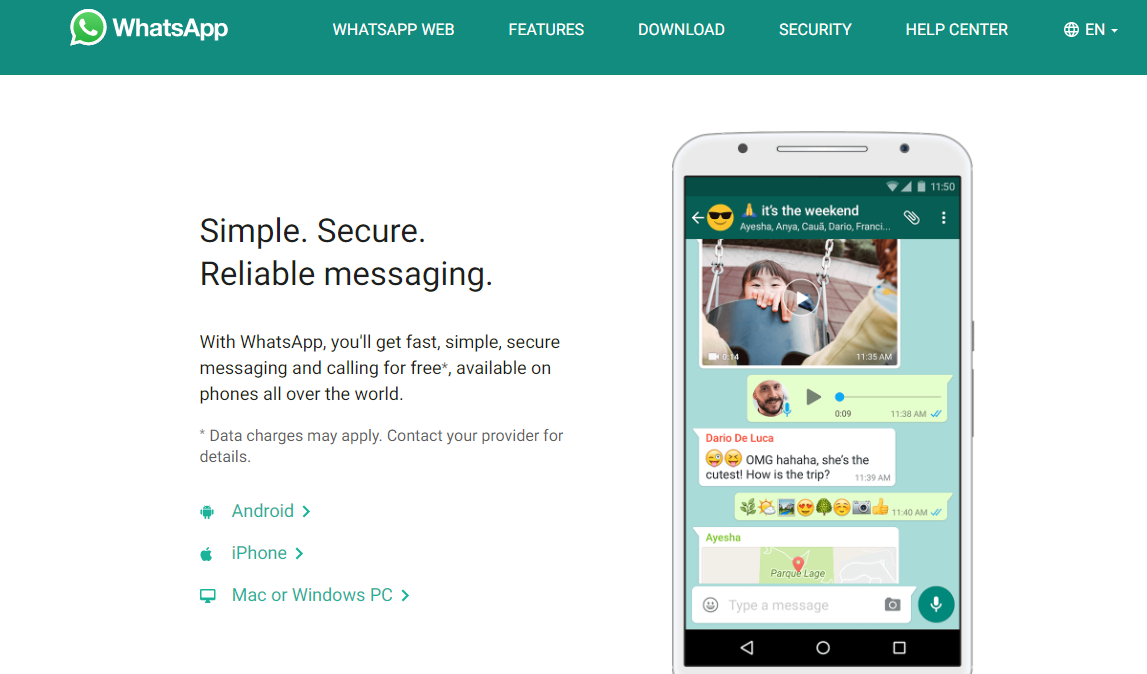 WhatsApp
WHATSAPP WEB
FEATURES
DOWNLOAD
SECURITY
HELP CENTER
EN
Simple. Secure.
Reliable messaging.
With WhatsApp, you'll get fast, simple, secure
messaging and calling for free*, available on
phones all over the world.
* Data charges may apply. Contact your provider for
details.
Android
iPhone
Mac or Windows PC
11:50
🙏 it's the weekend
Ayesha, Anya, Cauã, Dario, Franci...
0:14
11:35 AM
0:09
11:38 AM
Dario De Luca
😜😝 OMG hahaha, she's the
cutest! How is the trip?
11:39 AM
🌿🌤️🏞️😍🌳☺️📷👍
11:40 AM
Ayesha
Parque Lage
Type a message